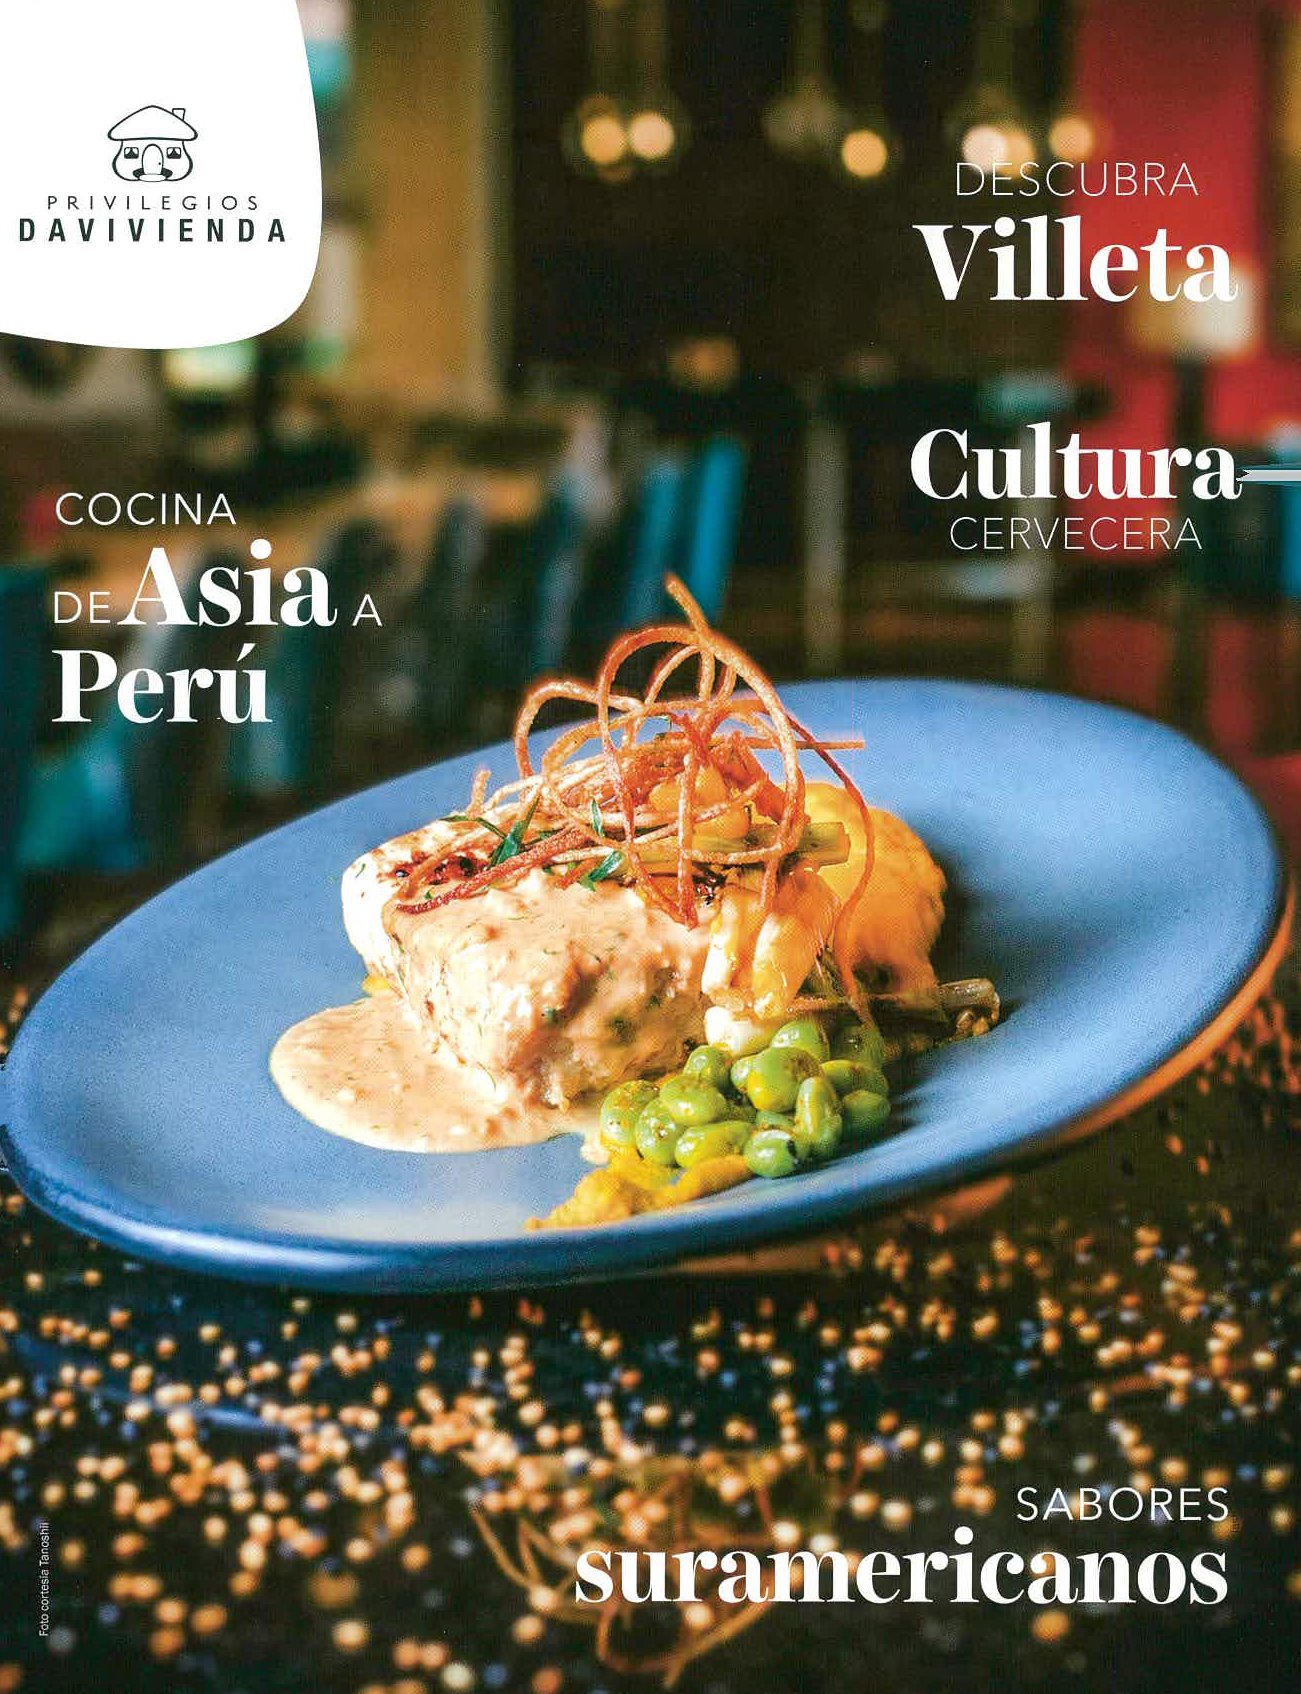 PRIVILEGIOS
DAVIVIENDA
DESCUBRA
Villeta
Cultura
CERVECERA
COCINA
DE Asia A
Perú
SABORES
suramericanos
Foto cortesía Tanoshii